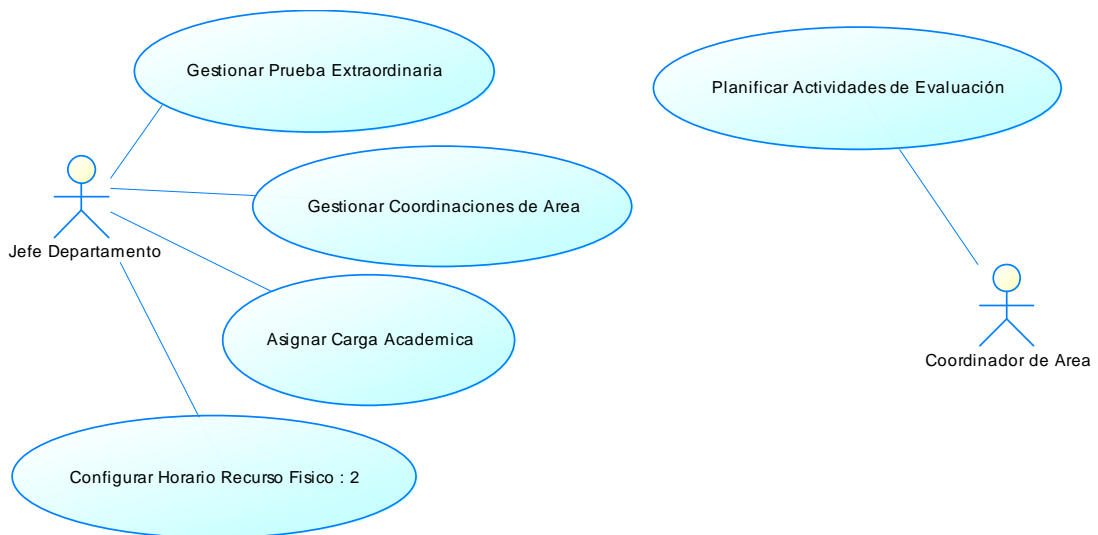 Gestionar Prueba Extraordinaria
Planificar Actividades de Evaluación
Gestionar Coordinaciones de Area
Jefe Departamento
Asignar Carga Academica
Coordinador de Area
Configurar Horario Recurso Fisico : 2